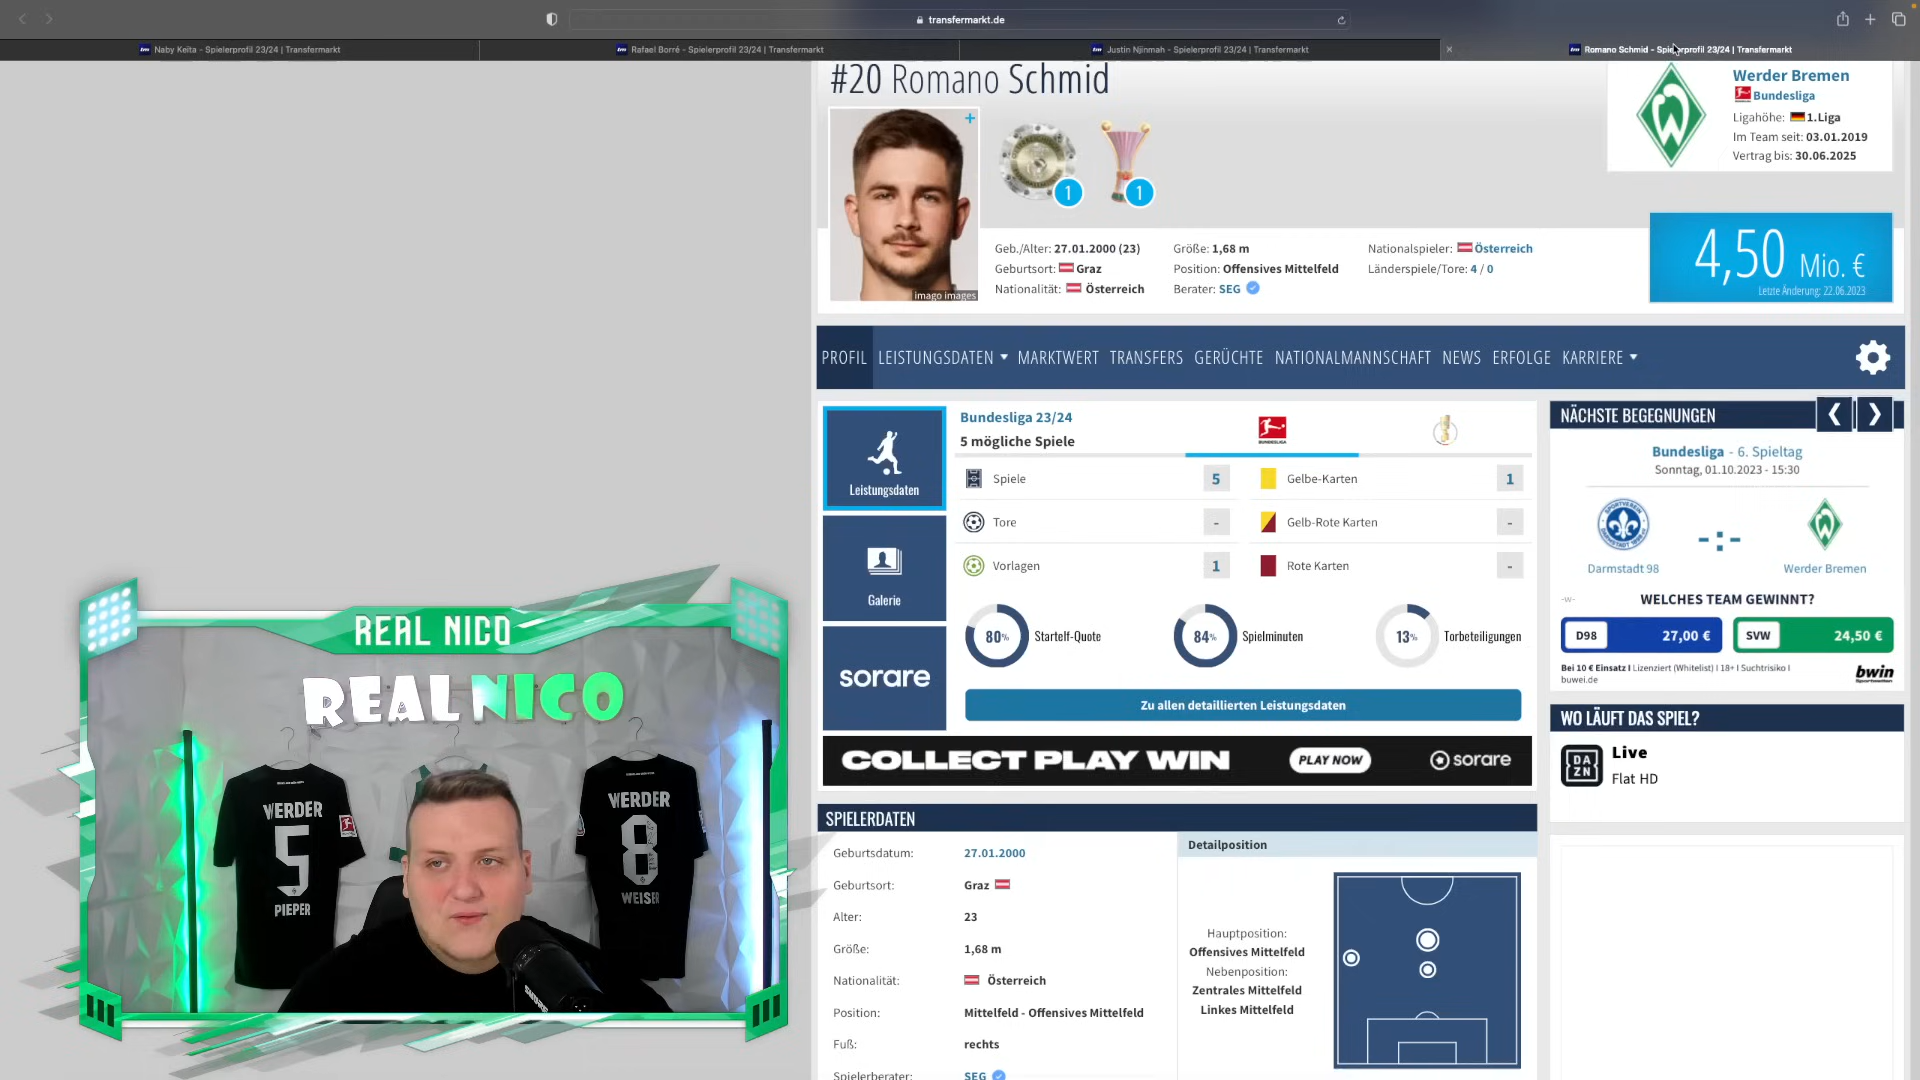 transfermarkt.de
Naby Keïta - Spielerprofil 23/24 | Transfermarkt
Rafael Borré - Spielerprofil 23/24 | Transfermarkt
Justin Njinmah - Spielerprofil 23/24 | Transfermarkt
Romano Schmid - Spielerprofil 23/24 | Transfermarkt
#20 Romano Schmid
imago images
1
1
Geb./Alter: 27.01.2000 (23)
Geburtsort: Graz
Nationalität: Österreich
Größe: 1,68 m
Position: Offensives Mittelfeld
Berater: SEG
Nationalspieler: Österreich
Länderspiele/Tore: 4 / 0
Werder Bremen
Bundesliga
Ligahöhe: 1.Liga
Im Team seit: 03.01.2019
Vertrag bis: 30.06.2025
4,50 Mio. €
Letzte Änderung: 22.06.2023
PROFIL LEISTUNGSDATEN MARKTWERT TRANSFERS GERÜCHTE NATIONALMANNSCHAFT NEWS ERFOLGE KARRIERE
Leistungsdaten
Galerie
sorare
Bundesliga 23/24
5 mögliche Spiele
BUNDESLIGA
Spiele 5
Gelbe-Karten 1
Tore -
Gelb-Rote Karten -
Vorlagen 1
Rote Karten -
80% Startelf-Quote
84% Spielminuten
13% Torbeteiligungen
Zu allen detaillierten Leistungsdaten
COLLECT PLAY WIN PLAY NOW sorare
NÄCHSTE BEGEGNUNGEN
Bundesliga - 6. Spieltag
Sonntag, 01.10.2023 - 15:30
-:-
Darmstadt 98
Werder Bremen
-w-
WELCHES TEAM GEWINNT?
D98 27,00 €
SVW 24,50 €
Bei 10 € Einsatz I Lizenziert (Whitelist) I 18+ I Suchtrisiko I
buwei.de
bwin
WO LÄUFT DAS SPIEL?
DAZN
Live
Flat HD
SPIELERDATEN
Geburtsdatum: 27.01.2000
Geburtsort: Graz
Alter: 23
Größe: 1,68 m
Nationalität: Österreich
Position: Mittelfeld - Offensives Mittelfeld
Fuß: rechts
Spielerberater: SEG
Detailposition
Hauptposition:
Offensives Mittelfeld
Nebenposition:
Zentrales Mittelfeld
Linkes Mittelfeld
REAL NICO
REALNICO
WERDER
5
PIEPER
WERDER
8
WEISER